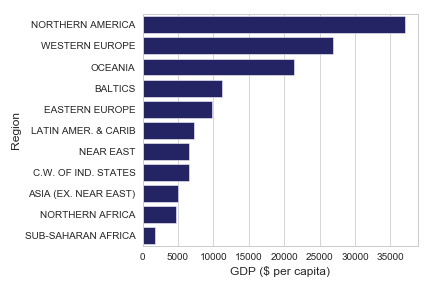 NORTHERN AMERICA
WESTERN EUROPE
OCEANIA
BALTICS
EASTERN EUROPE
LATIN AMER. & CARIB
NEAR EAST
C.W. OF IND. STATES
ASIA (EX. NEAR EAST)
NORTHERN AFRICA
SUB-SAHARAN AFRICA
Region
0 5000 10000 15000 20000 25000 30000 35000
GDP ($ per capita)